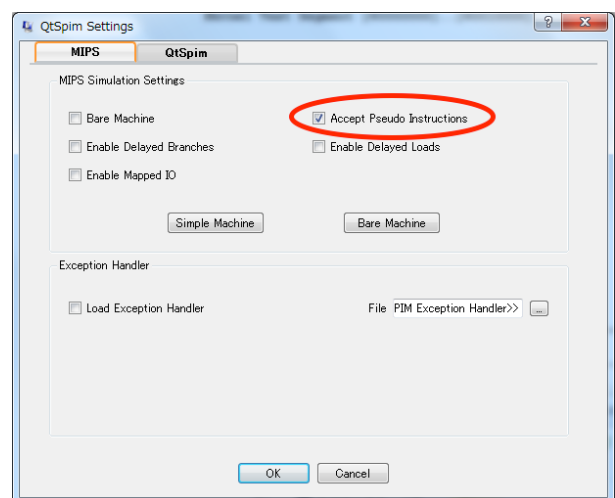 QtSpim Settings
MIPS QtSpim
MIPS Simulation Settings
Bare Machine Accept Pseudo Instructions
Enable Delayed Branches Enable Delayed Loads
Enable Mapped IO
Simple Machine Bare Machine
Exception Handler
Load Exception Handler File PIM Exception Handler>> ...
OK Cancel